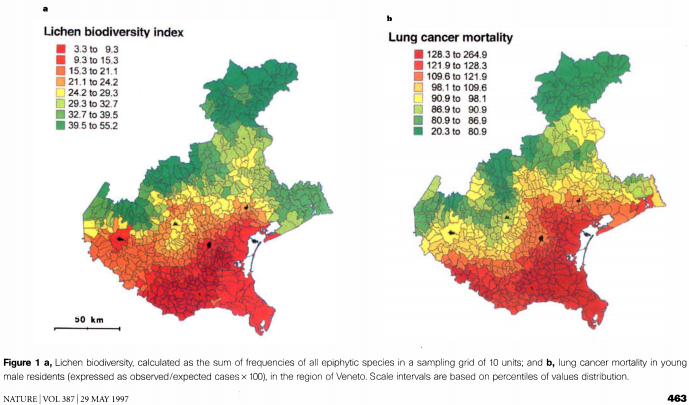 a
Lichen biodiversity index
3.3 to 9.3
9.3 to 15.3
15.3 to 21.1
21.1 to 24.2
24.2 to 29.3
29.3 to 32.7
32.7 to 39.5
39.5 to 55.2
50 km
b
Lung cancer mortality
128.3 to 264.9
121.9 to 128.3
109.6 to 121.9
98.1 to 109.6
90.9 to 98.1
86.9 to 90.9
80.9 to 86.9
20.3 to 80.9
Figure 1 a, Lichen biodiversity, calculated as the sum of frequencies of all epiphytic species in a sampling grid of 10 units; and b, lung cancer mortality in young
male residents (expressed as observed/expected cases × 100), in the region of Veneto. Scale intervals are based on percentiles of values distribution.
NATURE | VOL 387 | 29 MAY 1997 463